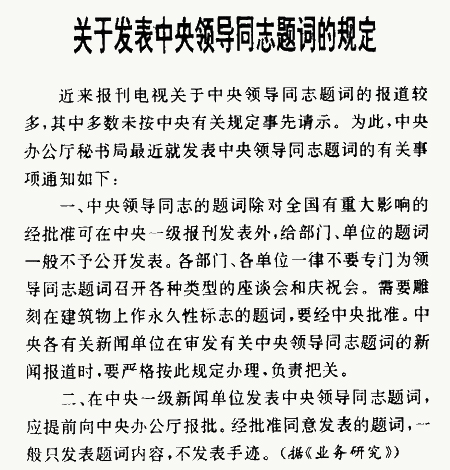 关于发表中央领导同志题词的规定
近来报刊电视关于中央领导同志题词的报道较
多，其中多数未按中央有关规定事先请示。为此，中央
办公厅秘书局最近就发表中央领导同志题词的有关事
项通知如下：
一、中央领导同志的题词除对全国有重大影响的
经批准可在中央一级报刊发表外，给部门、单位的题词
一般不予公开发表。各部门、各单位一律不要专门为领
导同志题词召开各种类型的座谈会和庆祝会。需要雕
刻在建筑物上作永久性标志的题词，要经中央批准。中
央各有关新闻单位在审发有关中央领导同志题词的新
闻报道时，要严格按此规定办理，负责把关。
二、在中央一级新闻单位发表中央领导同志题词，
应提前向中央办公厅报批。经批准同意发表的题词，一
般只发表题词内容，不发表手迹。（据《业务研究》）